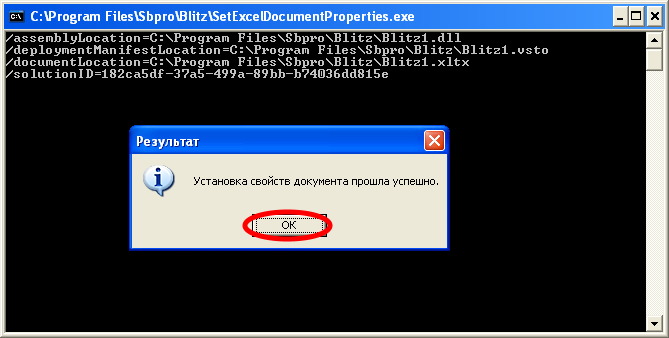 C:\Program Files\Sbpro\Blitz\SetExcelDocumentProperties.exe
/assemblyLocation=C:\Program Files\Sbpro\Blitz\Blitz1.dll
/deploymentManifestLocation=C:\Program Files\Sbpro\Blitz\Blitz1.vsto
/documentLocation=C:\Program Files\Sbpro\Blitz\Blitz1.xltx
/solutionID=182ca5df-37a5-499a-89bb-b74036dd815e
Результат
Установка свойств документа прошла успешно.
OK